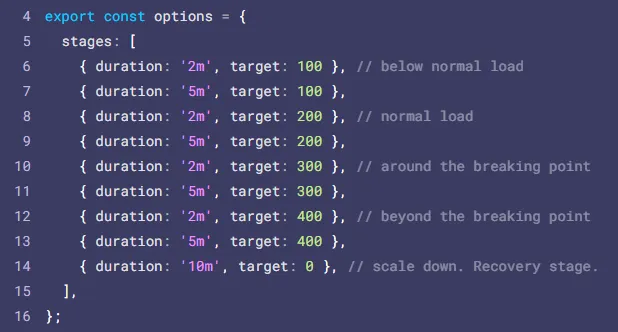 4 export const options = {
5   stages: [
6     { duration: '2m', target: 100 }, // below normal load
7     { duration: '5m', target: 100 },
8     { duration: '2m', target: 200 }, // normal load
9     { duration: '5m', target: 200 },
10     { duration: '2m', target: 300 }, // around the breaking point
11     { duration: '5m', target: 300 },
12     { duration: '2m', target: 400 }, // beyond the breaking point
13     { duration: '5m', target: 400 },
14     { duration: '10m', target: 0 }, // scale down. Recovery stage.
15   ],
16 };